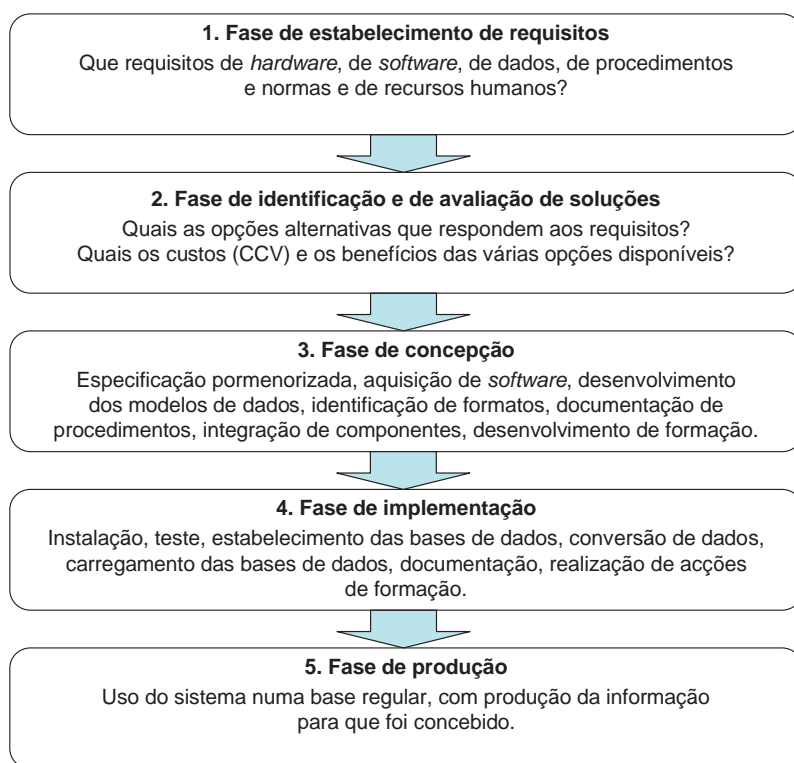 1. Fase de estabelecimento de requisitos
Que requisitos de hardware, de software, de dados, de procedimentos
e normas e de recursos humanos?
2. Fase de identificação e de avaliação de soluções
Quais as opções alternativas que respondem aos requisitos?
Quais os custos (CCV) e os benefícios das várias opções disponíveis?
3. Fase de concepção
Especificação pormenorizada, aquisição de software, desenvolvimento
dos modelos de dados, identificação de formatos, documentação de
procedimentos, integração de componentes, desenvolvimento de formação.
4. Fase de implementação
Instalação, teste, estabelecimento das bases de dados, conversão de dados,
carregamento das bases de dados, documentação, realização de acções
de formação.
5. Fase de produção
Uso do sistema numa base regular, com produção da informação
para que foi concebido.